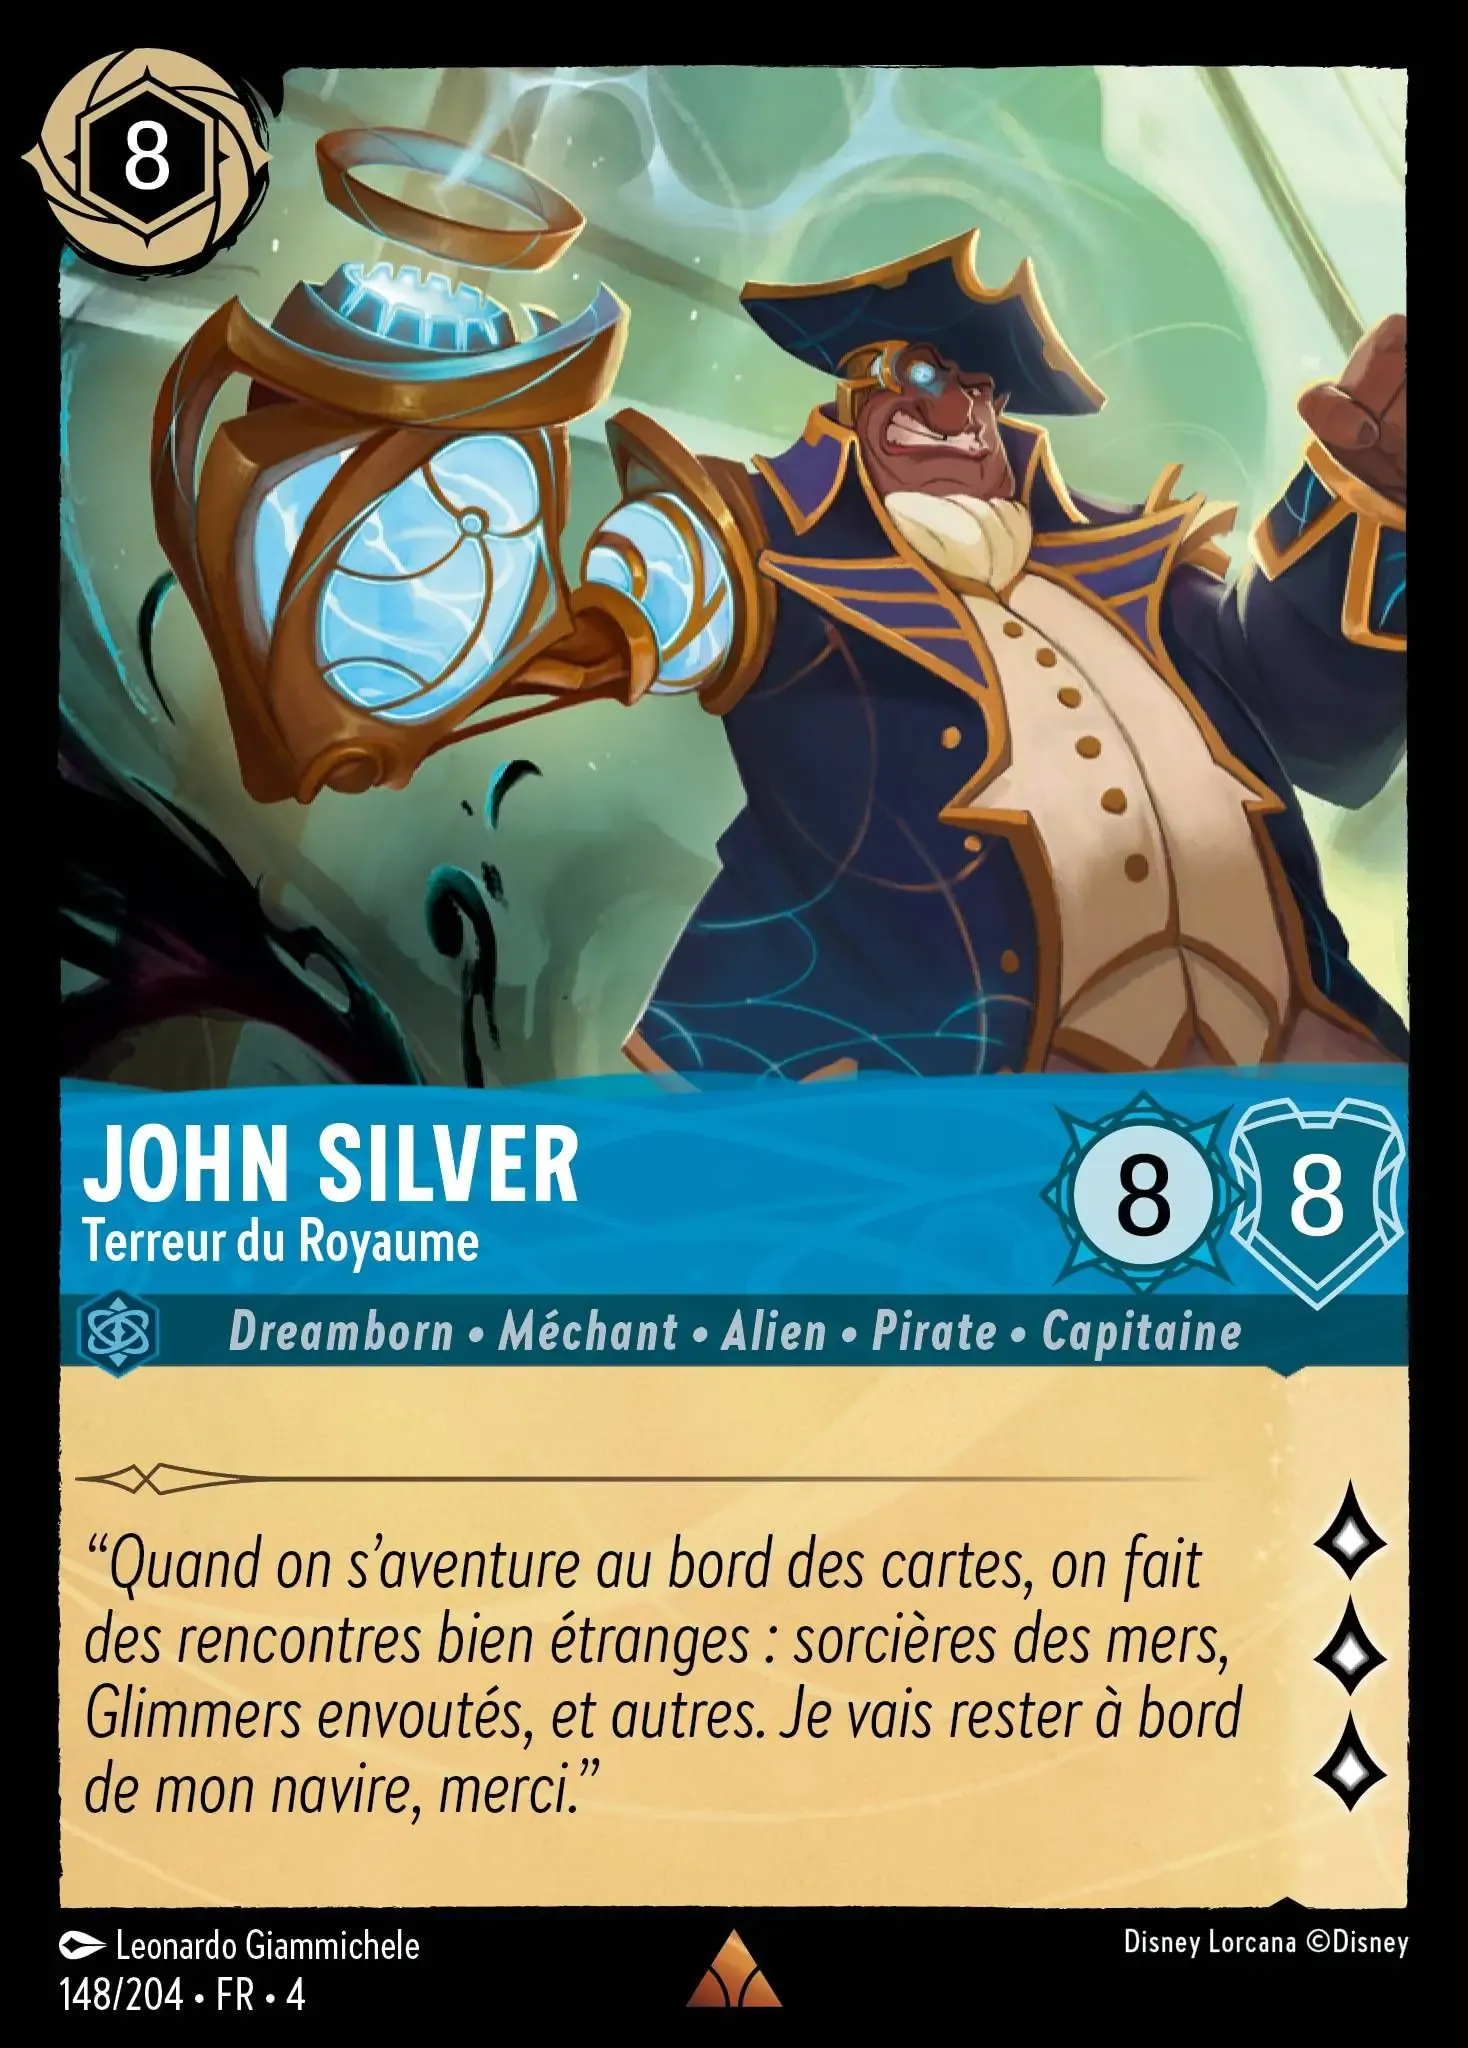 8
JOHN SILVER
Terreur du Royaume
8
8
Dreamborn • Méchant • Alien • Pirate • Capitaine
“Quand on s’aventure au bord des cartes, on fait
des rencontres bien étranges : sorcières des mers,
Glimmers envoutés, et autres. Je vais rester à bord
de mon navire, merci.”
Leonardo Giammichele
Disney Lorcana ©Disney
148/204 • FR • 4